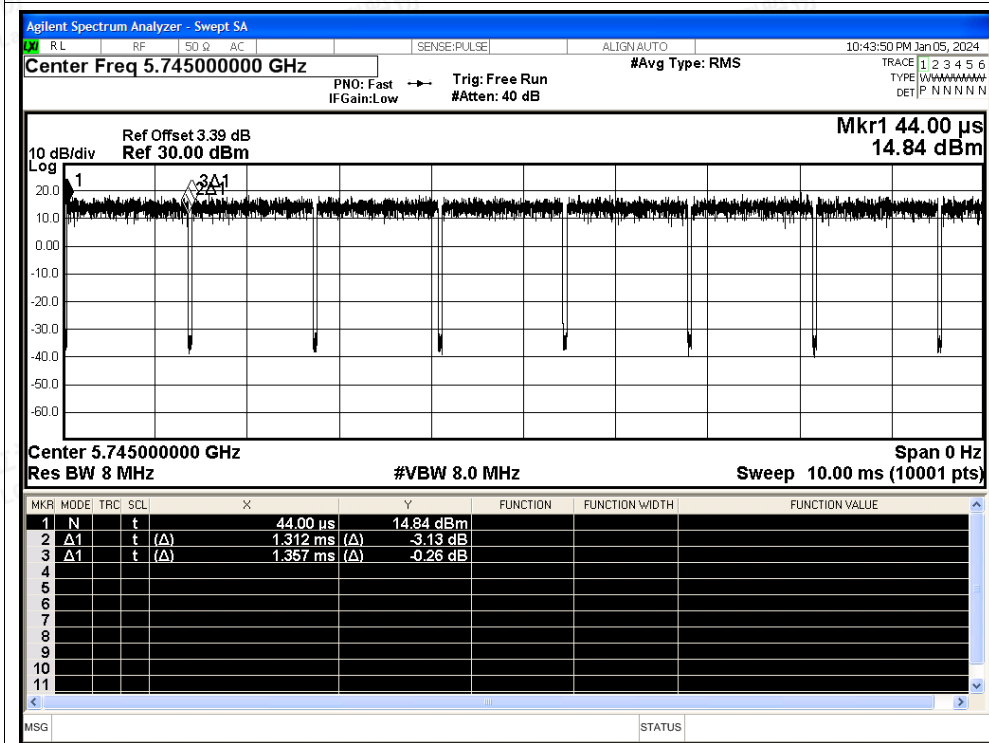 Agilent Spectrum Analyzer - Swept SA
LXI RL RF 50 Ω AC SENSE:PULSE ALIGN AUTO 10:43:50 PM Jan 05, 2024
Center Freq 5.745000000 GHz #Avg Type: RMS TRACE 1 2 3 4 5 6
PNO: Fast Trig: Free Run TYPE WWWWWW
IFGain:Low #Atten: 40 dB DET P N N N N N
Mkr1 44.00 µs
14.84 dBm
Ref Offset 3.39 dB
10 dB/div Ref 30.00 dBm
Log
1 3Δ1
2Δ1
20.0
10.0
0.00
-10.0
-20.0
-30.0
-40.0
-50.0
-60.0
Center 5.745000000 GHz Span 0 Hz
Res BW 8 MHz #VBW 8.0 MHz Sweep 10.00 ms (10001 pts)
MKR MODE TRC SCL X Y FUNCTION FUNCTION WIDTH FUNCTION VALUE
1 N t 44.00 µs 14.84 dBm
2 Δ1 t (Δ) 1.312 ms (Δ) -3.13 dB
3 Δ1 t (Δ) 1.357 ms (Δ) -0.26 dB
4
5
6
7
8
9
10
11
MSG STATUS